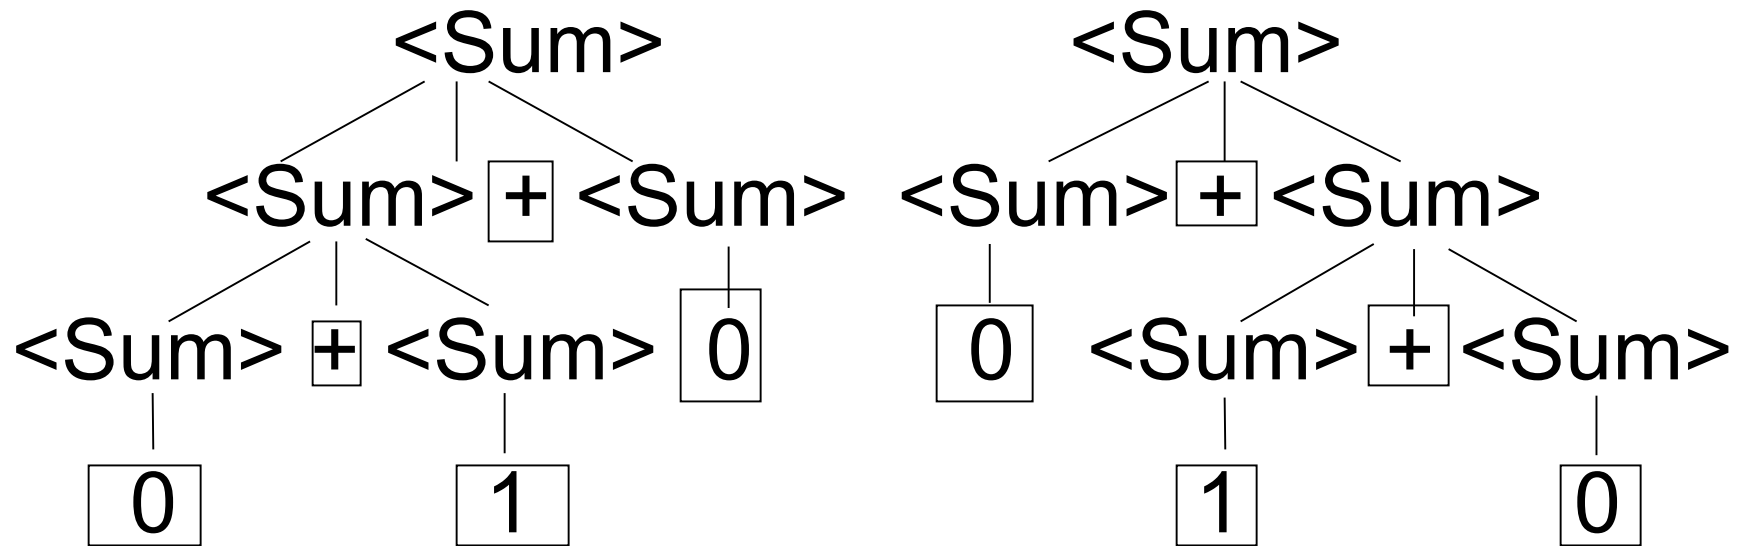 <Sum> <Sum>
<Sum> + <Sum> <Sum> + <Sum>
<Sum> + <Sum> 0 0 <Sum> + <Sum>
0 1 1 0